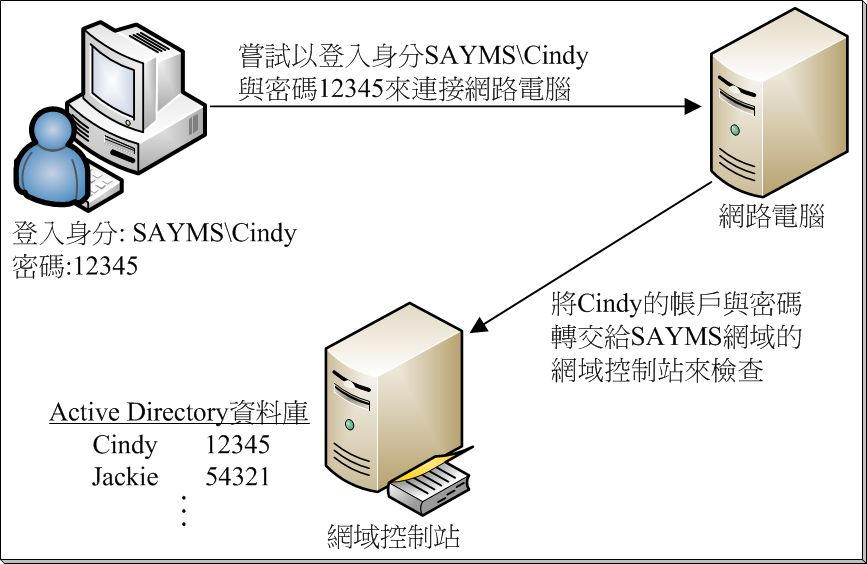 嘗試以登入身分SAYMS\Cindy
與密碼12345來連接網路電腦
網路電腦
登入身分: SAYMS\Cindy
密碼:12345
將Cindy的帳戶與密碼
轉交給SAYMS網域的
網域控制站來檢查
Active Directory資料庫
Cindy 12345
Jackie 54321
⋮
網域控制站